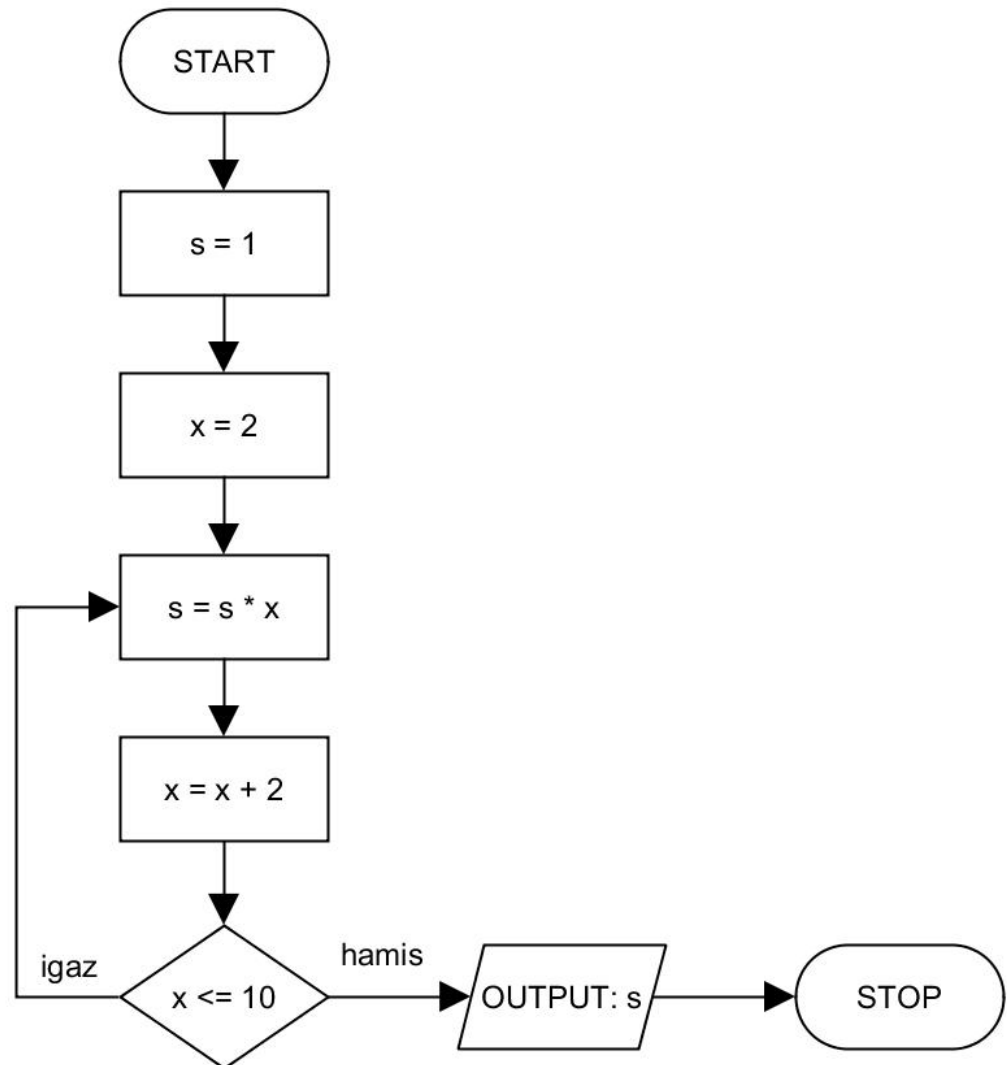 START
s = 1
x = 2
s = s * x
x = x + 2
igaz
x <= 10
hamis
OUTPUT: s
STOP